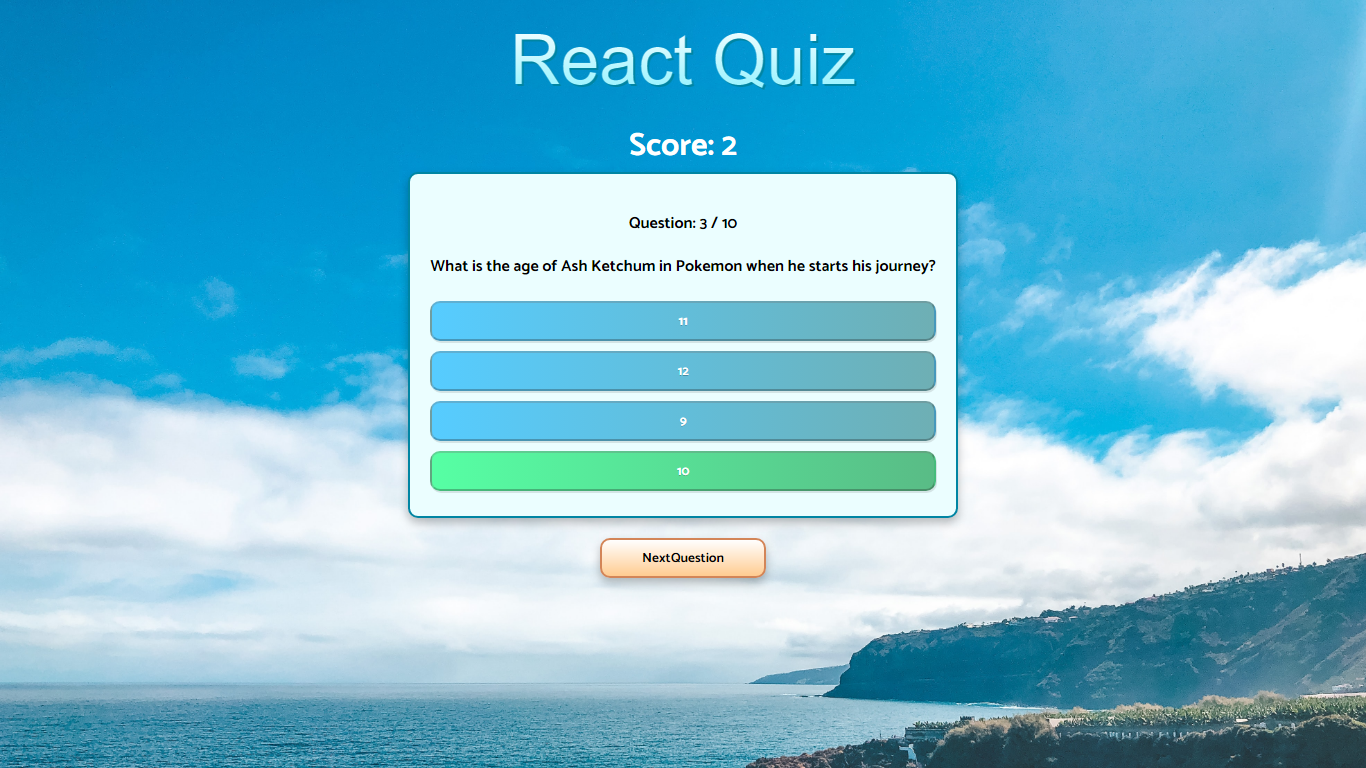 React Quiz
Score: 2
Question: 3 / 10
What is the age of Ash Ketchum in Pokemon when he starts his journey?
11
12
9
10
NextQuestion